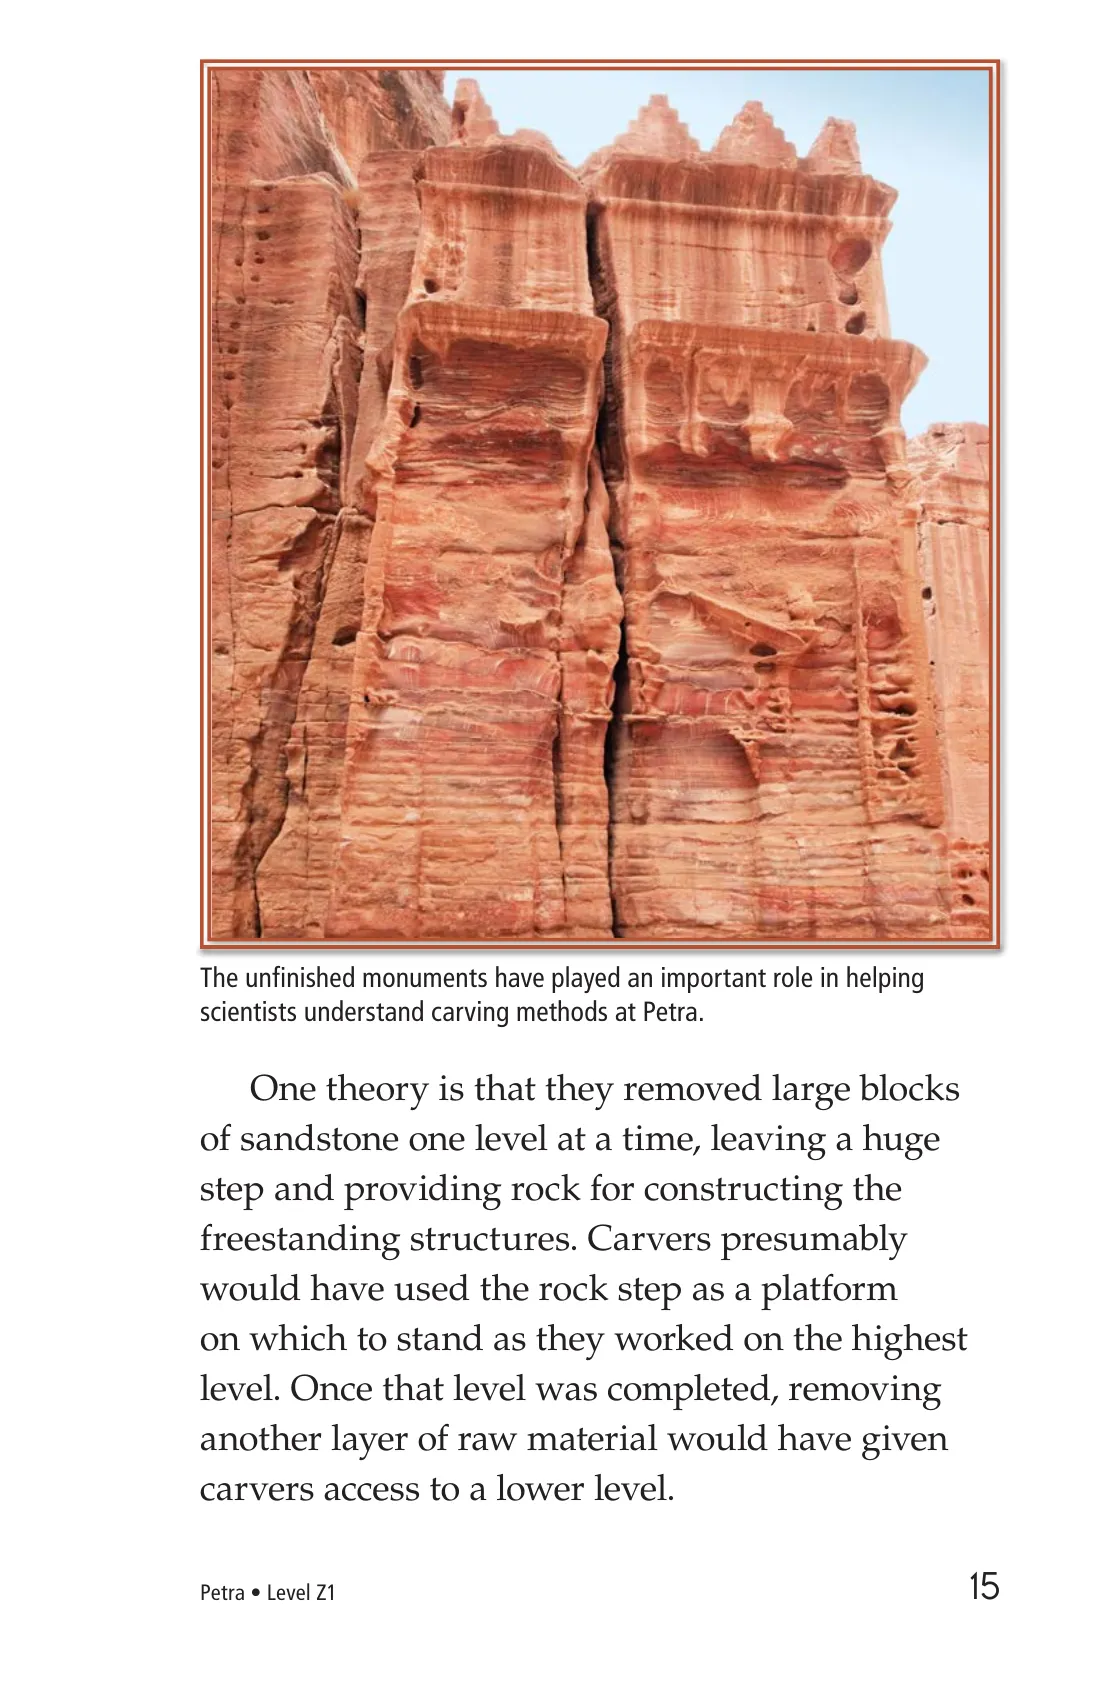 The unfinished monuments have played an important role in helping
scientists understand carving methods at Petra.
One theory is that they removed large blocks
of sandstone one level at a time, leaving a huge
step and providing rock for constructing the
freestanding structures. Carvers presumably
would have used the rock step as a platform
on which to stand as they worked on the highest
level. Once that level was completed, removing
another layer of raw material would have given
carvers access to a lower level.
Petra • Level Z1
15